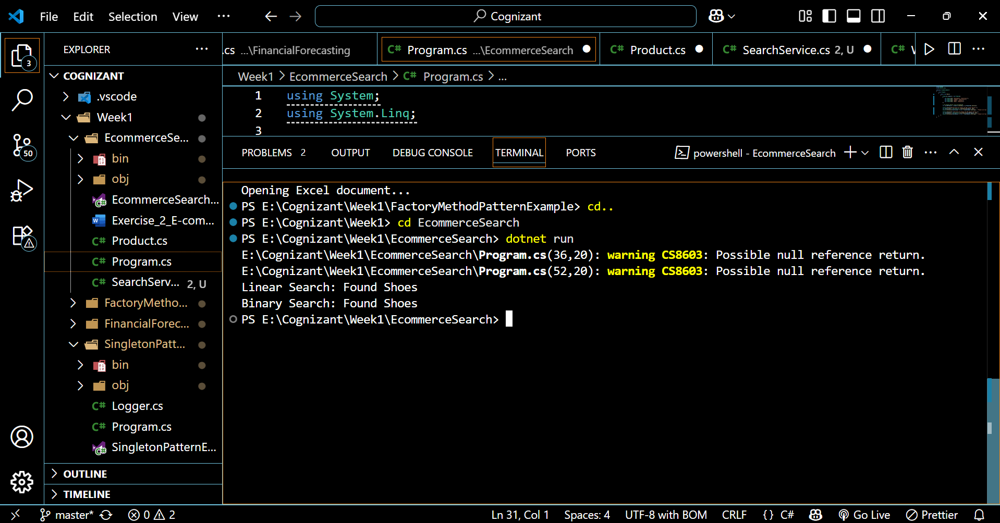 File Edit Selection View ... Cognizant
EXPLORER ...
.cs ...\FinancialForecasting
C# Program.cs ...\EcommerceSearch
C# Product.cs
C# SearchService.cs 2, U
C#
3
50
COGNIZANT
.vscode
Week1
EcommerceSe...
bin
obj
EcommerceSearch...
Exercise_2_E-com...
C# Product.cs
C# Program.cs
C# SearchServ... 2, U
FactoryMetho...
FinancialForec...
SingletonPatt...
bin
obj
C# Logger.cs
C# Program.cs
SingletonPatternE...
OUTLINE
TIMELINE
Week1 > EcommerceSearch > C# Program.cs > ...
1 using System;
2 using System.Linq;
3
PROBLEMS 2 OUTPUT DEBUG CONSOLE TERMINAL PORTS powershell - EcommerceSearch
Opening Excel document...
PS E:\Cognizant\Week1\FactoryMethodPatternExample> cd..
PS E:\Cognizant\Week1> cd EcommerceSearch
PS E:\Cognizant\Week1\EcommerceSearch> dotnet run
E:\Cognizant\Week1\EcommerceSearch\Program.cs(36,20): warning CS8603: Possible null reference return.
E:\Cognizant\Week1\EcommerceSearch\Program.cs(52,20): warning CS8603: Possible null reference return.
Linear Search: Found Shoes
Binary Search: Found Shoes
PS E:\Cognizant\Week1\EcommerceSearch>
master* 0 2 Ln 31, Col 1 Spaces: 4 UTF-8 with BOM CRLF {} C# Go Live Prettier